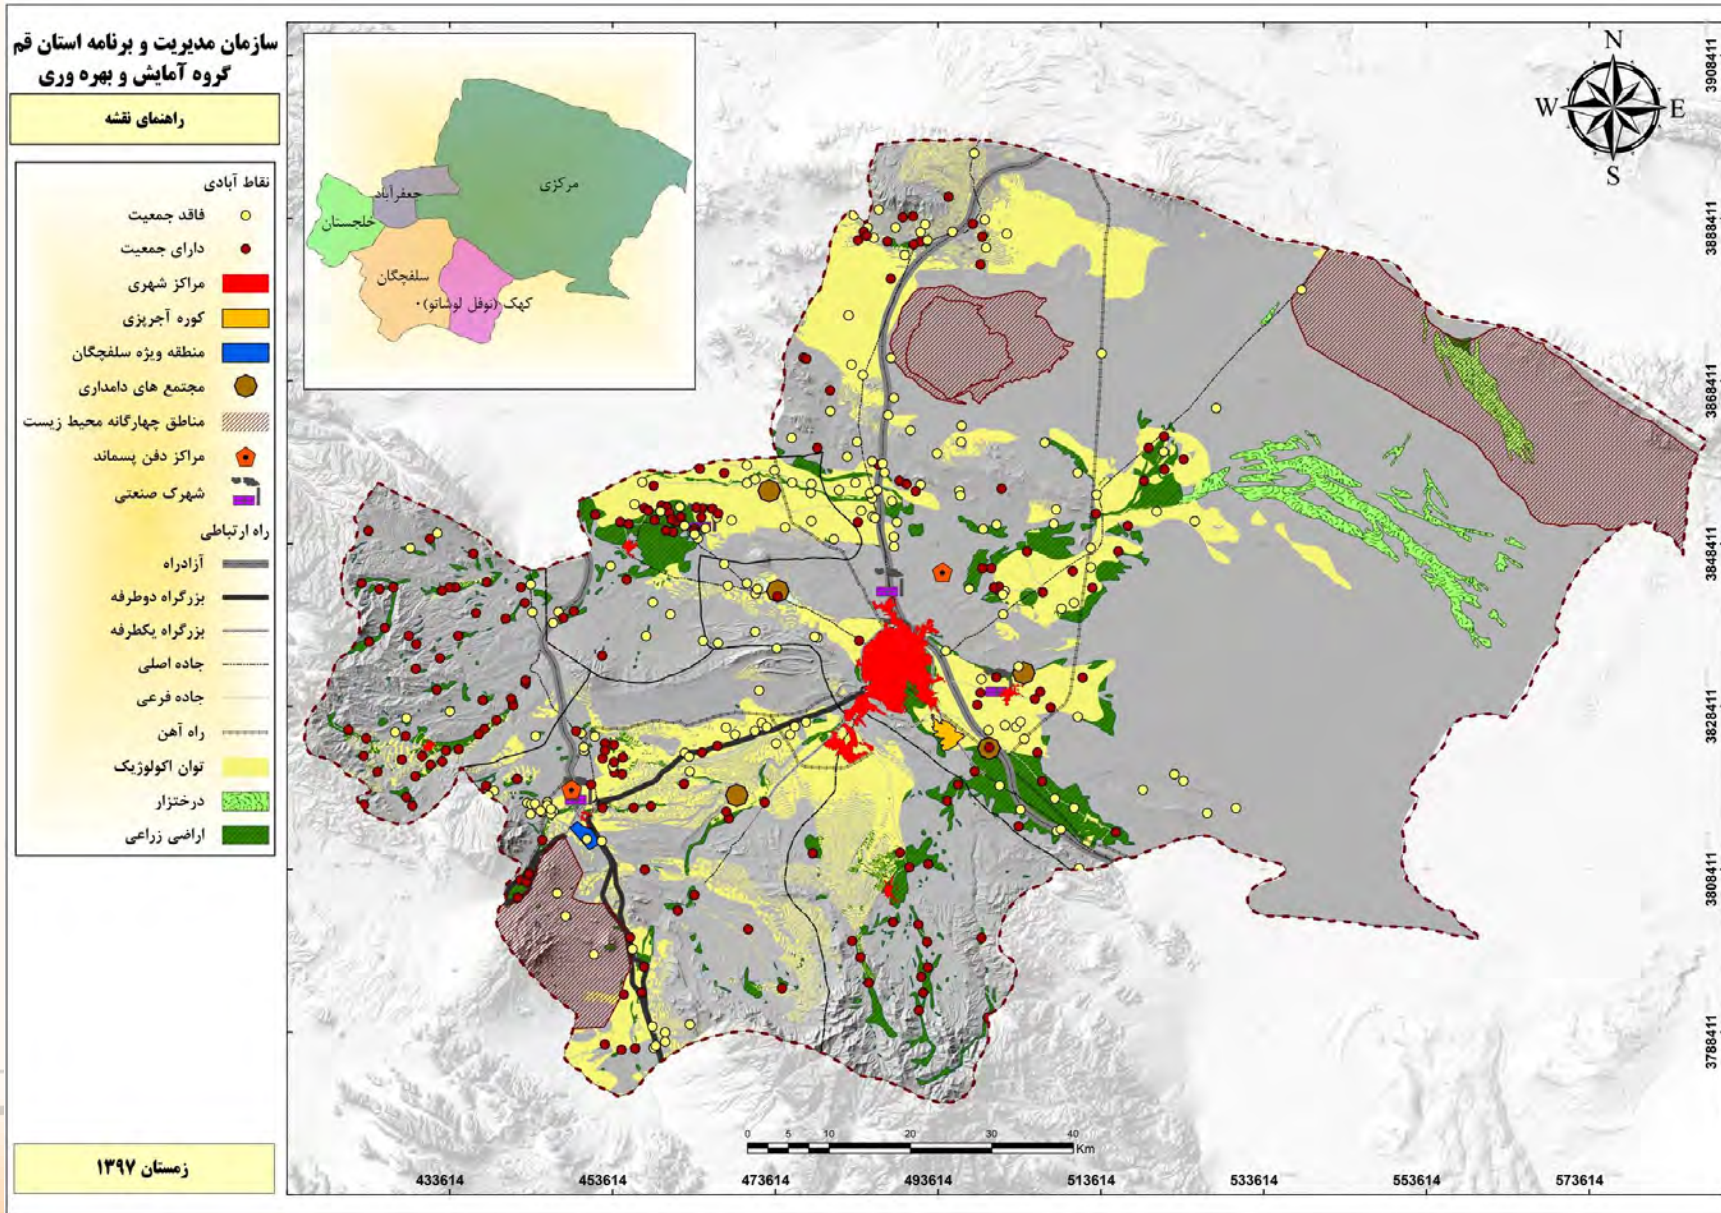 سازمان مدیریت و برنامه استان قم
گروه آمایش و بهره وری
راهنمای نقشه
نقاط آبادی
فاقد جمعیت
دارای جمعیت
مراکز شهری
کوره آجرپزی
منطقه ویژه سلفچگان
مجتمع های دامداری
مناطق چهارگانه محیط زیست
مراکز دفن پسماند
شهرک صنعتی
راه ارتباطی
آزادراه
بزرگراه دوطرفه
بزرگراه یکطرفه
جاده اصلی
جاده فرعی
راه آهن
توان اکولوژیک
درختزار
اراضی زراعی
زمستان ۱۳۹۷
مرکزی
جعفرآباد
خلجستان
سلفچگان
کهک (نوفل لوشاتو)۰
N
W E
S
3908411
3888411
3868411
3848411
3828411
3808411
3788411
0 5 10 20 30 40
Km
433614 453614 473614 493614 513614 533614 553614 573614